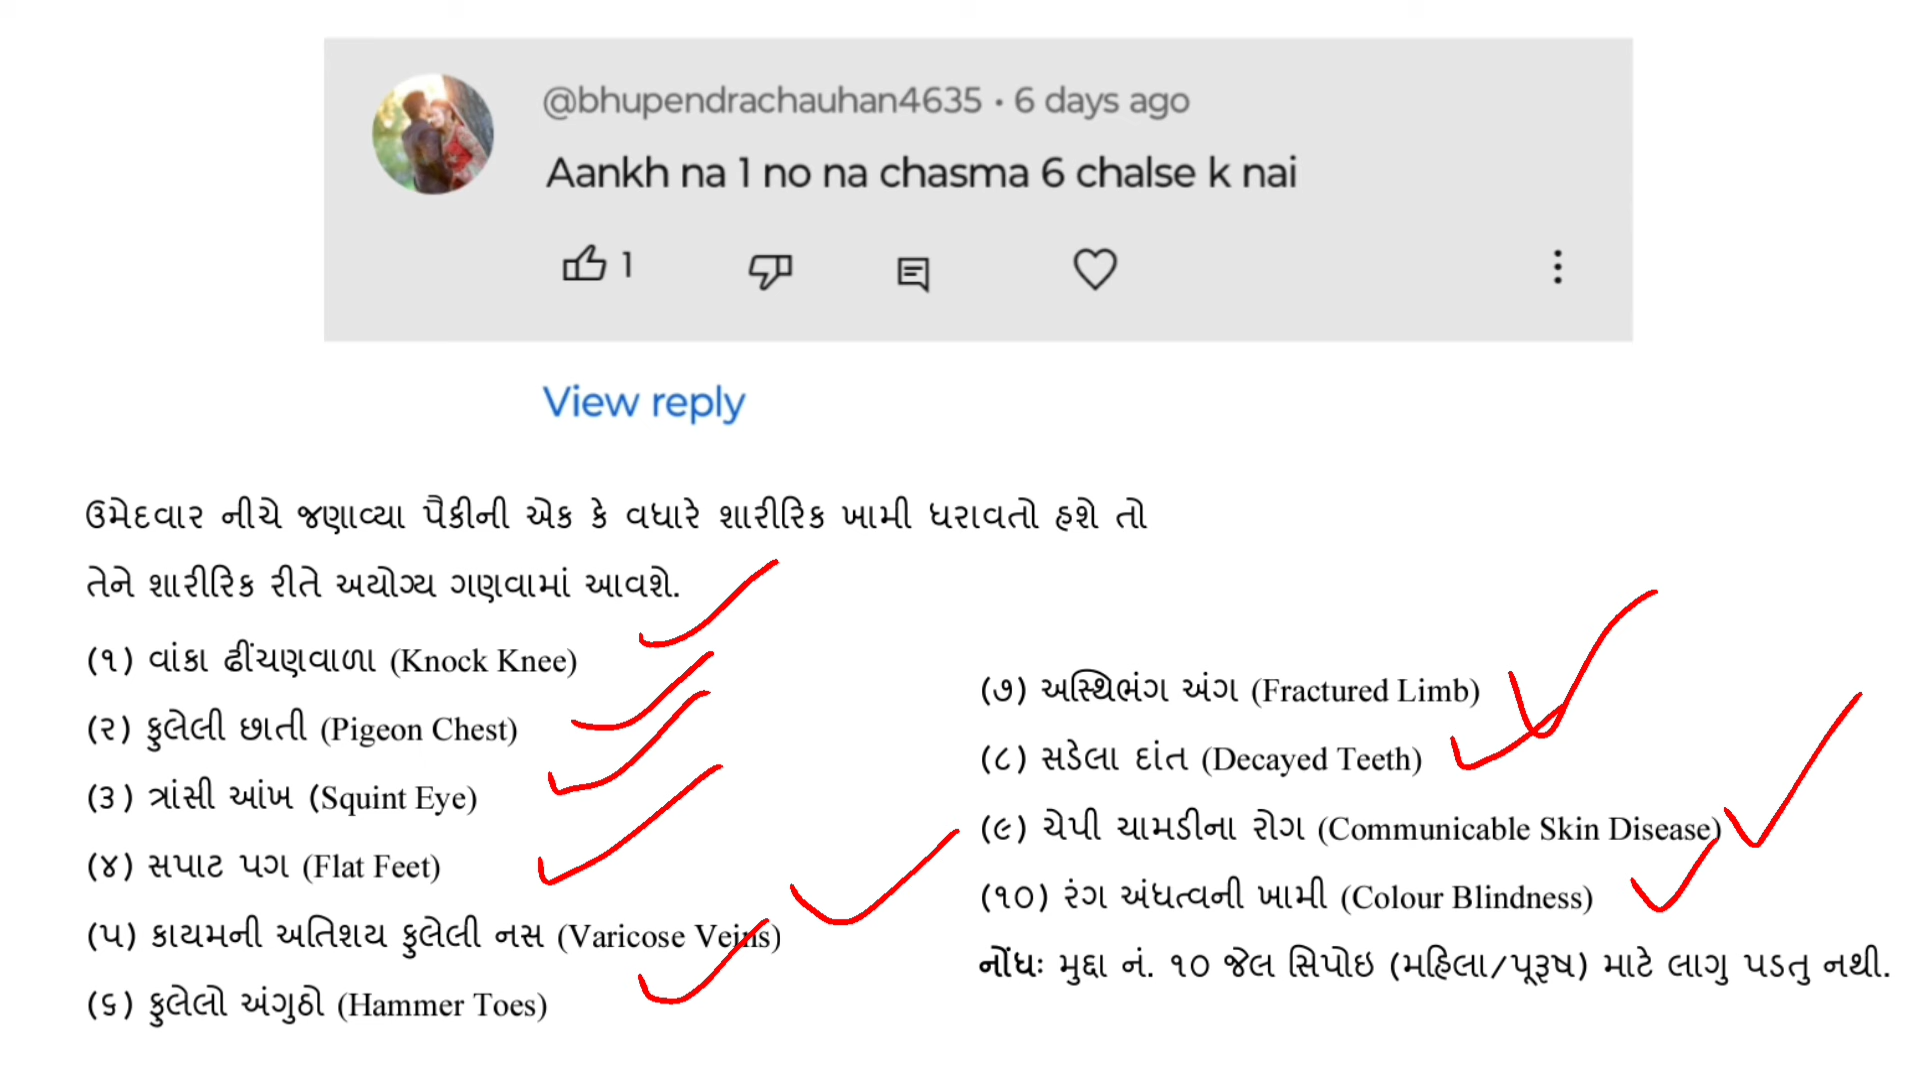 @bhupendrachauhan4635 • 6 days ago
Aankh na 1 no na chasma 6 chalse k nai
1
View reply
ઉમેદવાર નીચે જણાવ્યા પૈકીની એક કે વધારે શારીરિક ખામી ધરાવતો હશે તો
તેને શારીરિક રીતે અયોગ્ય ગણવામાં આવશે.
(૧) વાંકા ઢીંચણવાળા (Knock Knee)
(૨) ફુલેલી છાતી (Pigeon Chest)
(૩) ત્રાંસી આંખ (Squint Eye)
(૪) સપાટ પગ (Flat Feet)
(૫) કાયમની અતિશય ફુલેલી નસ (Varicose Veins)
(૬) ફુલેલો અંગુઠો (Hammer Toes)
(૭) અસ્થિભંગ અંગ (Fractured Limb)
(૮) સડેલા દાંત (Decayed Teeth)
(૯) ચેપી ચામડીના રોગ (Communicable Skin Disease)
(૧૦) રંગ અંધત્વની ખામી (Colour Blindness)
નોંધઃ મુદ્દા નં. ૧૦ જેલ સિપોઇ (મહિલા/પૂરૂષ) માટે લાગુ પડતુ નથી.